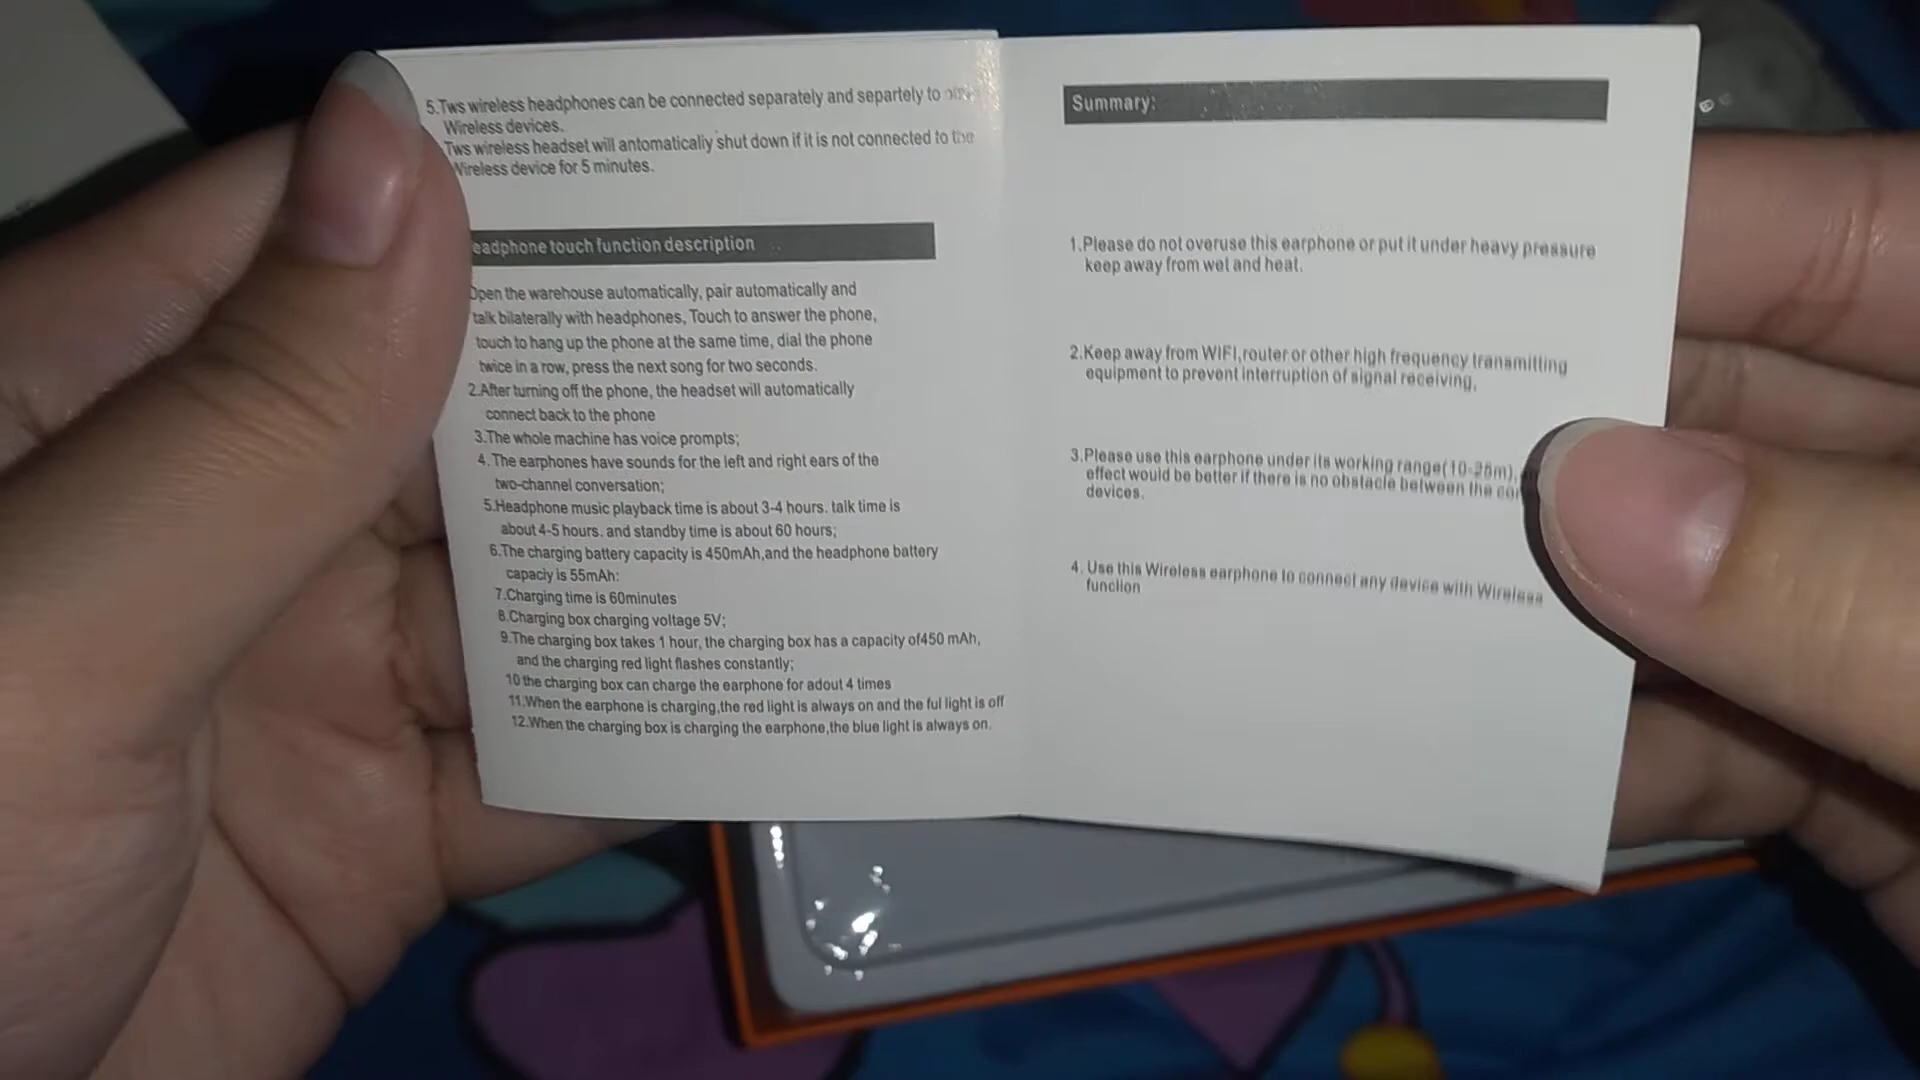 5.Tws wireless headphones can be connected separately and separtely to
Wireless devices.
Tws wireless headset will antomaticaliy shut down if it is not connected to the
Wireless device for 5 minutes.
eadphone touch function description
Open the warehouse automatically, pair automatically and
talk bilaterally with headphones, Touch to answer the phone,
touch to hang up the phone at the same time, dial the phone
twice in a row, press the next song for two seconds.
2.After turning off the phone, the headset will automatically
connect back to the phone
3.The whole machine has voice prompts;
4. The earphones have sounds for the left and right ears of the
two-channel conversation;
5.Headphone music playback time is about 3-4 hours. talk time is
about 4-5 hours. and standby time is about 60 hours;
6.The charging battery capacity is 450mAh,and the headphone battery
capaciy is 55mAh:
7.Charging time is 60minutes
8.Charging box charging voltage 5V;
9.The charging box takes 1 hour, the charging box has a capacity of450 mAh,
and the charging red light flashes constantly;
10 the charging box can charge the earphone for adout 4 times
11.When the earphone is charging,the red light is always on and the ful light is off
12.When the charging box is charging the earphone,the blue light is always on.
Summary:
1.Please do not overuse this earphone or put it under heavy pressure
keep away from wet and heat.
2.Keep away from WIFI,router or other high frequency transmitting
equipment to prevent interruption of signal receiving,
3.Please use this earphone under its working range(10-25m),
effect would be better if there is no obstacle between the
devices.
4. Use this Wireless earphone to connect any device with Wireless
function